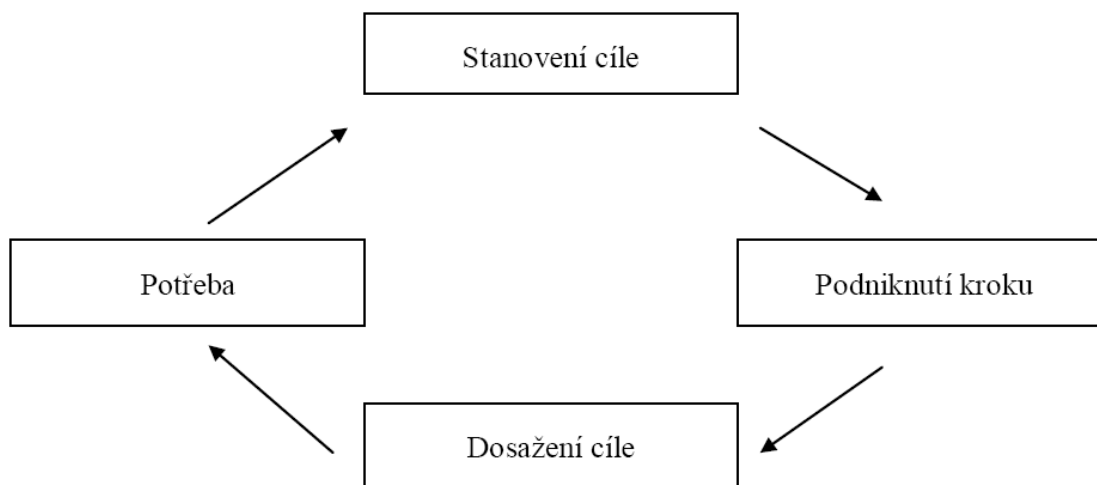 Stanovení cíle
Potřeba
Podniknutí kroku
Dosažení cíle